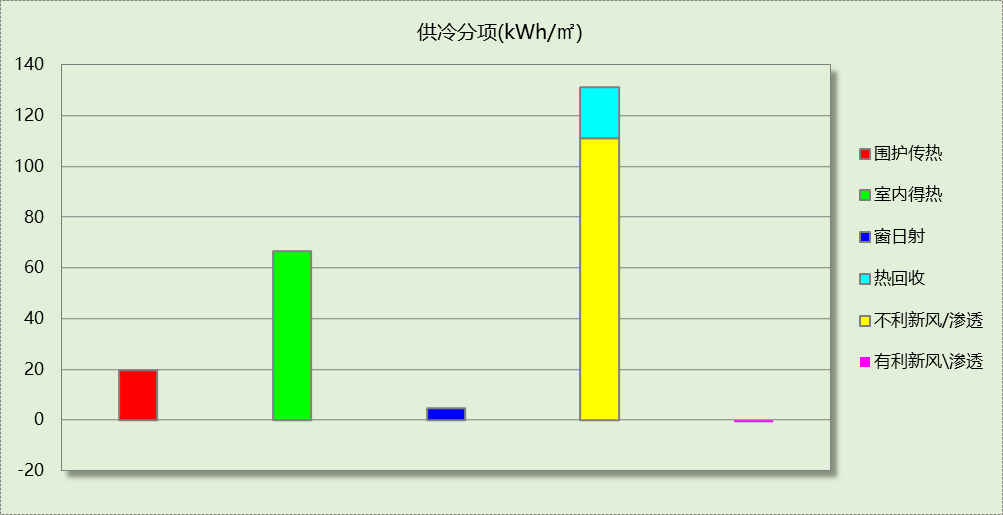 供冷分项(kWh/㎡)
140
120
100
80
60
40
20
0
-20
围护传热
室内得热
窗日射
热回收
不利新风/渗透
有利新风\渗透